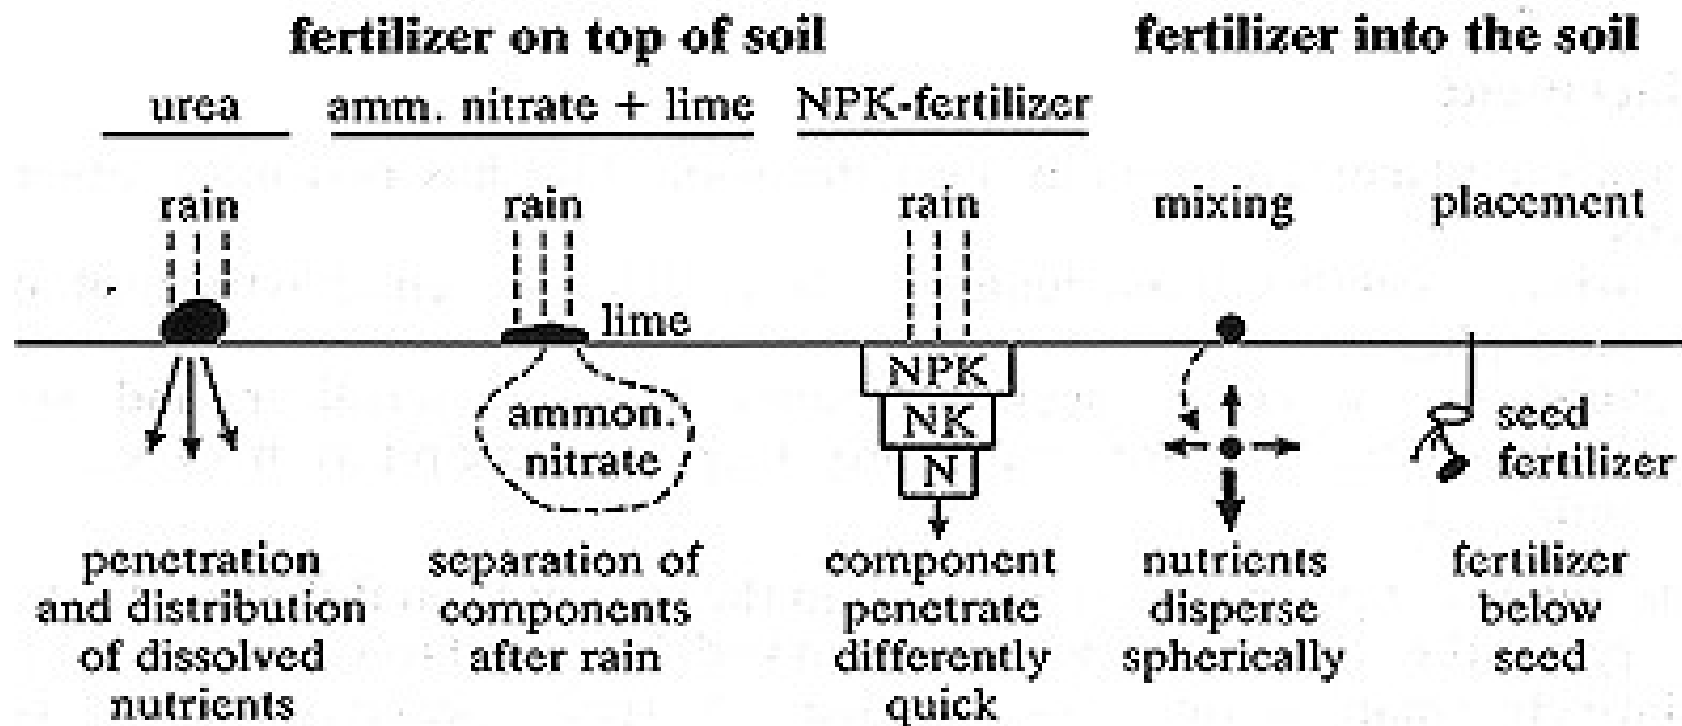 fertilizer on top of soil fertilizer into the soil
urea amm. nitrate + lime NPK-fertilizer
rain rain rain mixing placement
lime
NPK
ammon. NK seed
nitrate N fertilizer
penetration separation of component nutrients fertilizer
and distribution components penetrate disperse below
of dissolved after rain differently spherically seed
nutrients quick